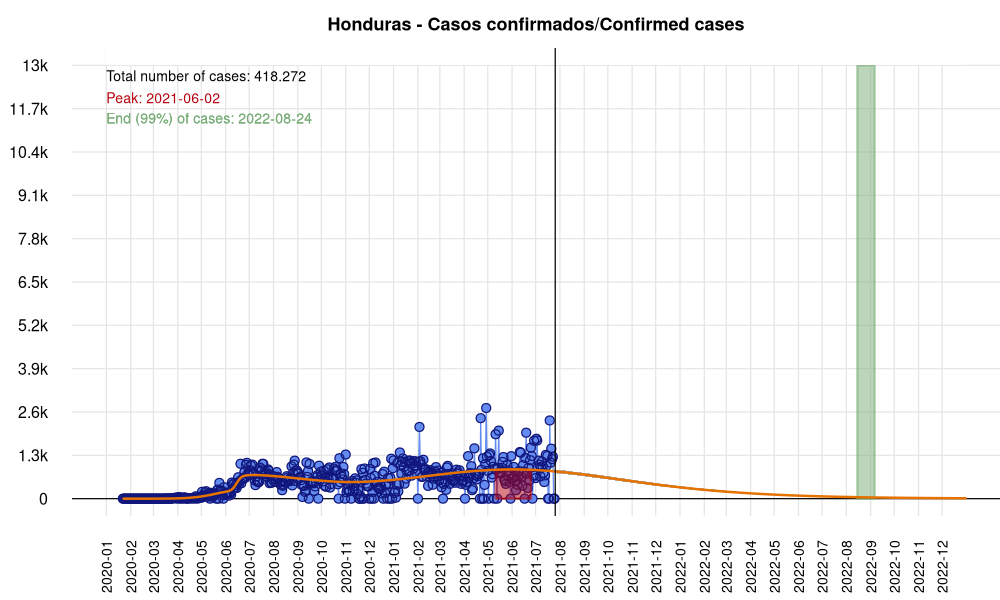 Honduras - Casos confirmados/Confirmed cases
13k
11.7k
10.4k
9.1k
7.8k
6.5k
5.2k
3.9k
2.6k
1.3k
0
Total number of cases: 418.272
Peak: 2021-06-02
End (99%) of cases: 2022-08-24
2020-01
2020-02
2020-03
2020-04
2020-05
2020-06
2020-07
2020-08
2020-09
2020-10
2020-11
2020-12
2021-01
2021-02
2021-03
2021-04
2021-05
2021-06
2021-07
2021-08
2021-09
2021-10
2021-11
2021-12
2022-01
2022-02
2022-03
2022-04
2022-05
2022-06
2022-07
2022-08
2022-09
2022-10
2022-11
2022-12